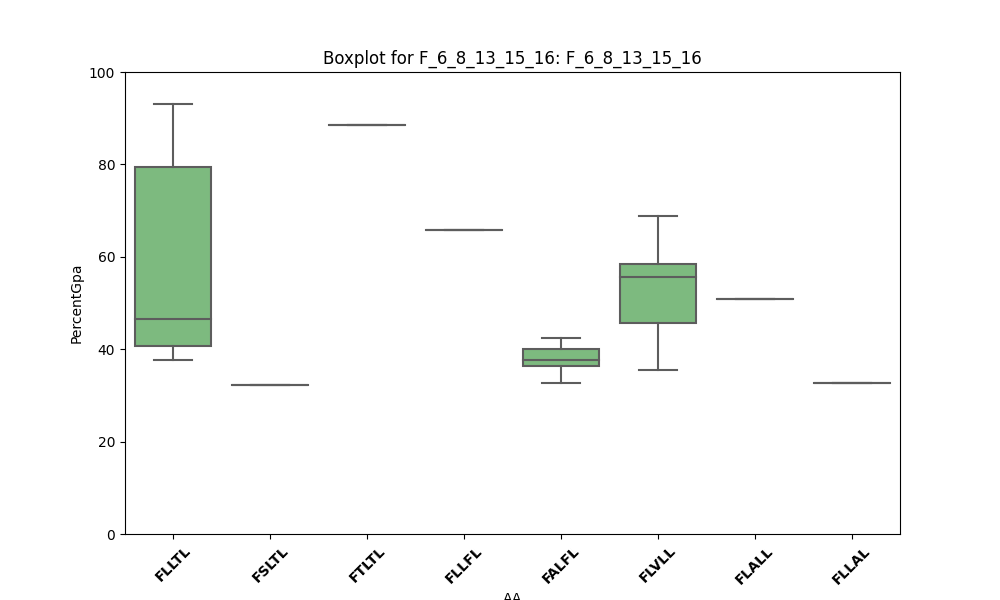 Boxplot for F_6_8_13_15_16: F_6_8_13_15_16
100
80
60
40
20
0
PercentGpa
FLLTL
FSLTL
FTLTL
FLLFL
FALFL
FLVLL
FLALL
FLLAL
AA